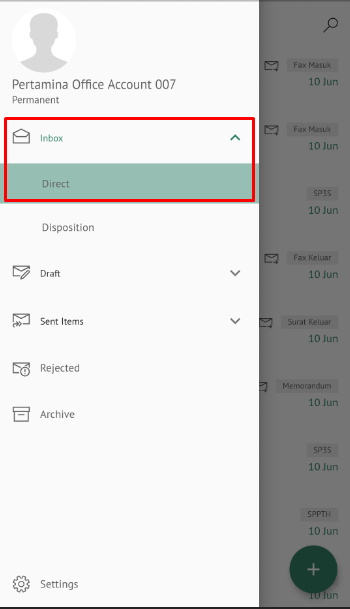 Pertamina Office Account 007
Permanent
Inbox
Direct
Disposition
Draft
Sent Items
Rejected
Archive
Settings
Fax Masuk
10 Jun
Fax Masuk
10 Jun
SP3S
10 Jun
Fax Keluar
10 Jun
Surat Keluar
10 Jun
Memorandum
10 Jun
SP3S
10 Jun
SPPTH
10 Jun
10 Jun